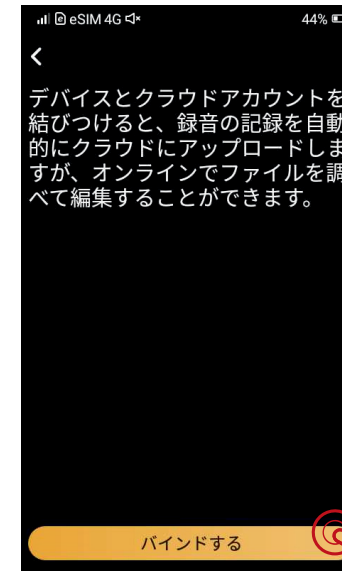 eSIM 4G 44%
デバイスとクラウドアカウントを
結びつけると、録音の記録を自動
的にクラウドにアップロードしま
すが、オンラインでファイルを調
べて編集することができます。
バインドする